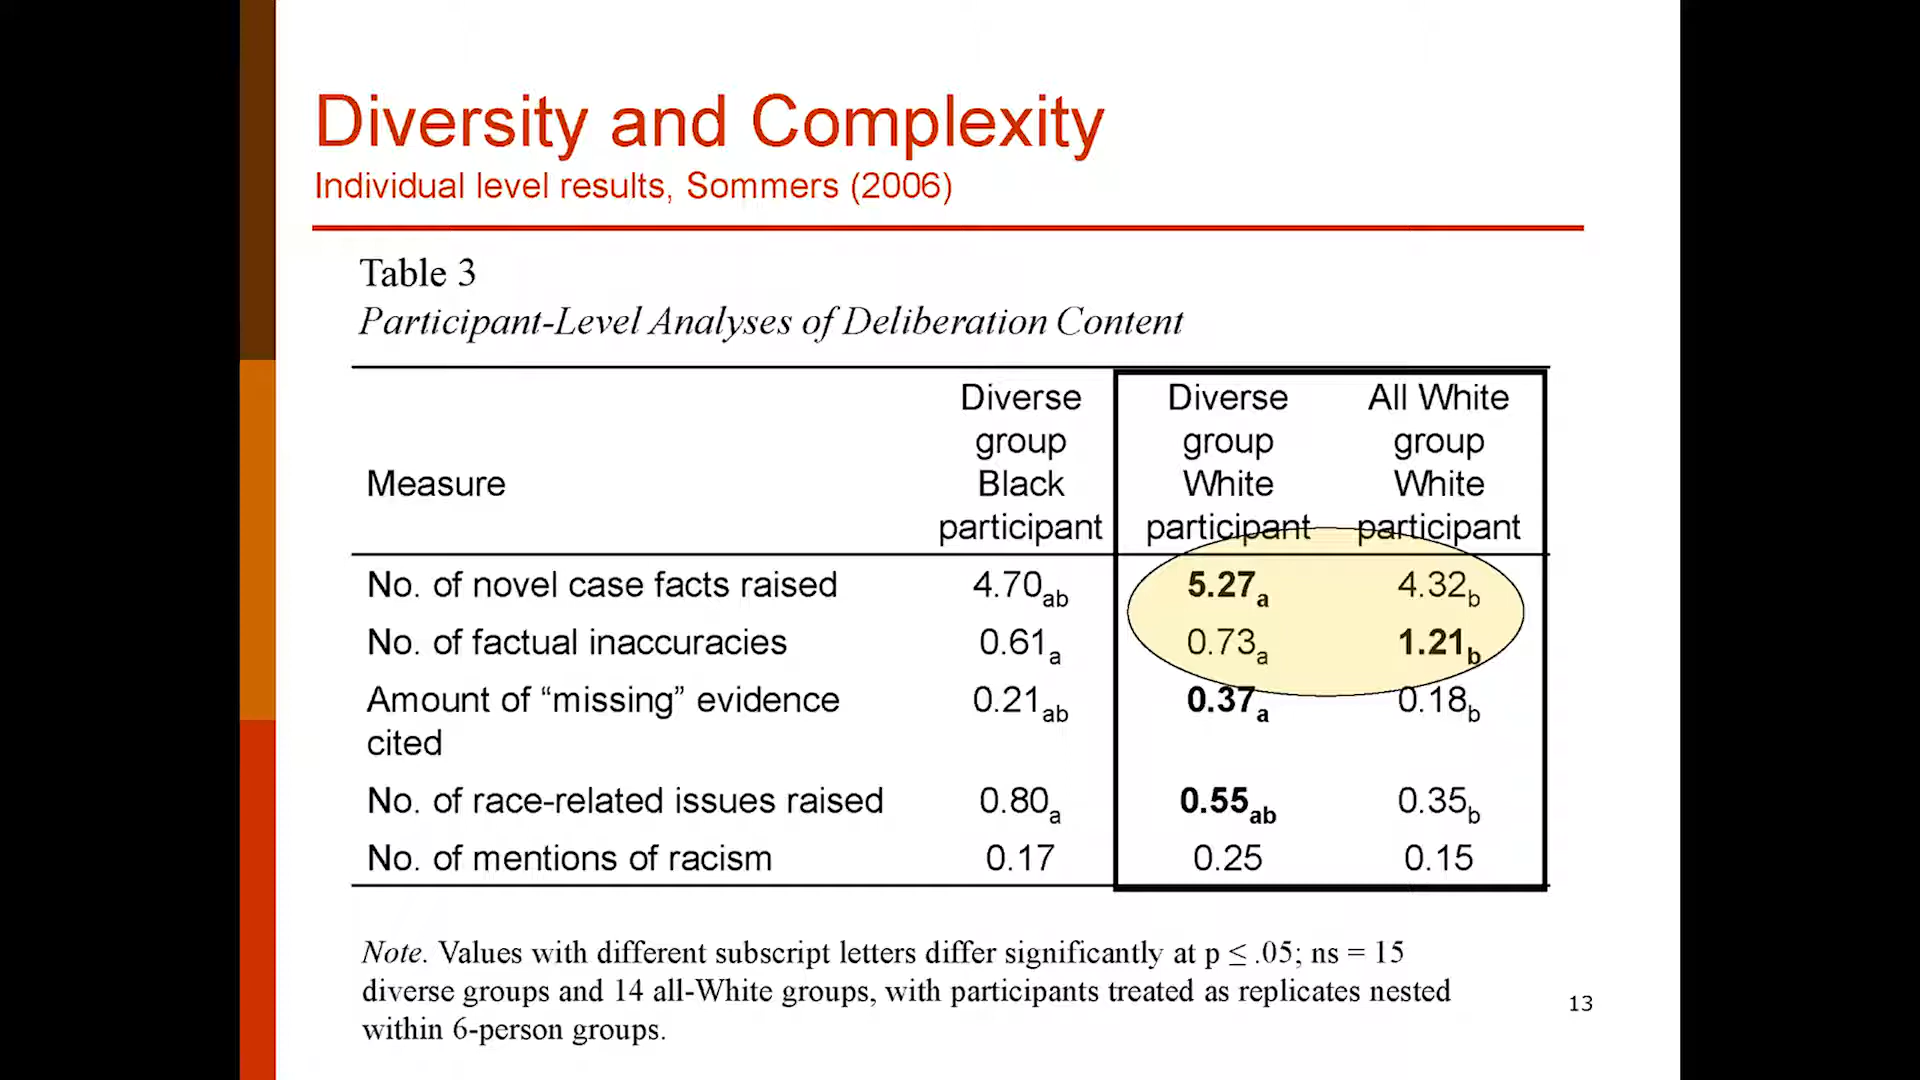 Diversity and Complexity
Individual level results, Sommers (2006)
Table 3
Participant-Level Analyses of Deliberation Content
Measure
Diverse group Black participant
Diverse group White participant
All White group White participant
No. of novel case facts raised 4.70ab 5.27a 4.32b
No. of factual inaccuracies 0.61a 0.73a 1.21b
Amount of “missing” evidence 0.21ab 0.37a 0.18b
cited
No. of race-related issues raised 0.80a 0.55ab 0.35b
No. of mentions of racism 0.17 0.25 0.15
Note. Values with different subscript letters differ significantly at p ≤ .05; ns = 15
diverse groups and 14 all-White groups, with participants treated as replicates nested
within 6-person groups.
13